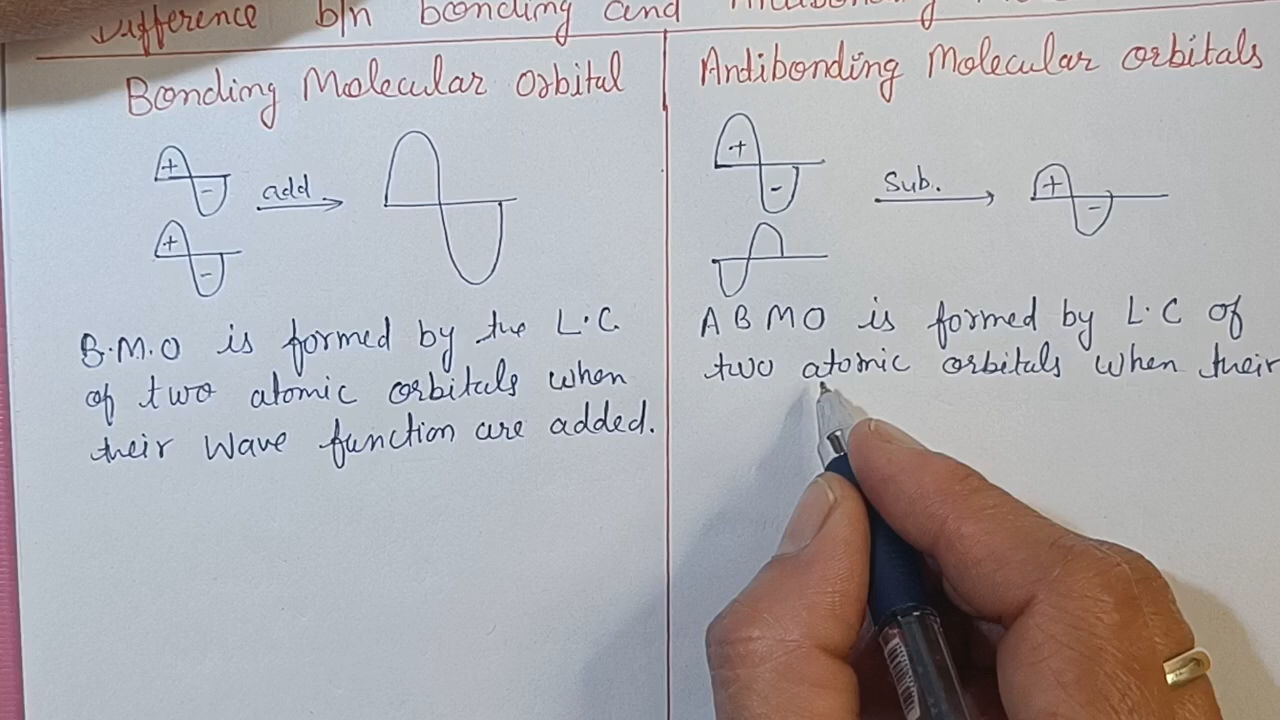 Difference b/n bonding and
Bonding Molecular Orbital
+
-
add
+
-
B.M.O is formed by the L.C.
of two atomic orbitals when
their wave function are added.
Antibonding Molecular orbitals
+
-
Sub.
+
-
ABMO is formed by L.C of
two atomic orbitals when their